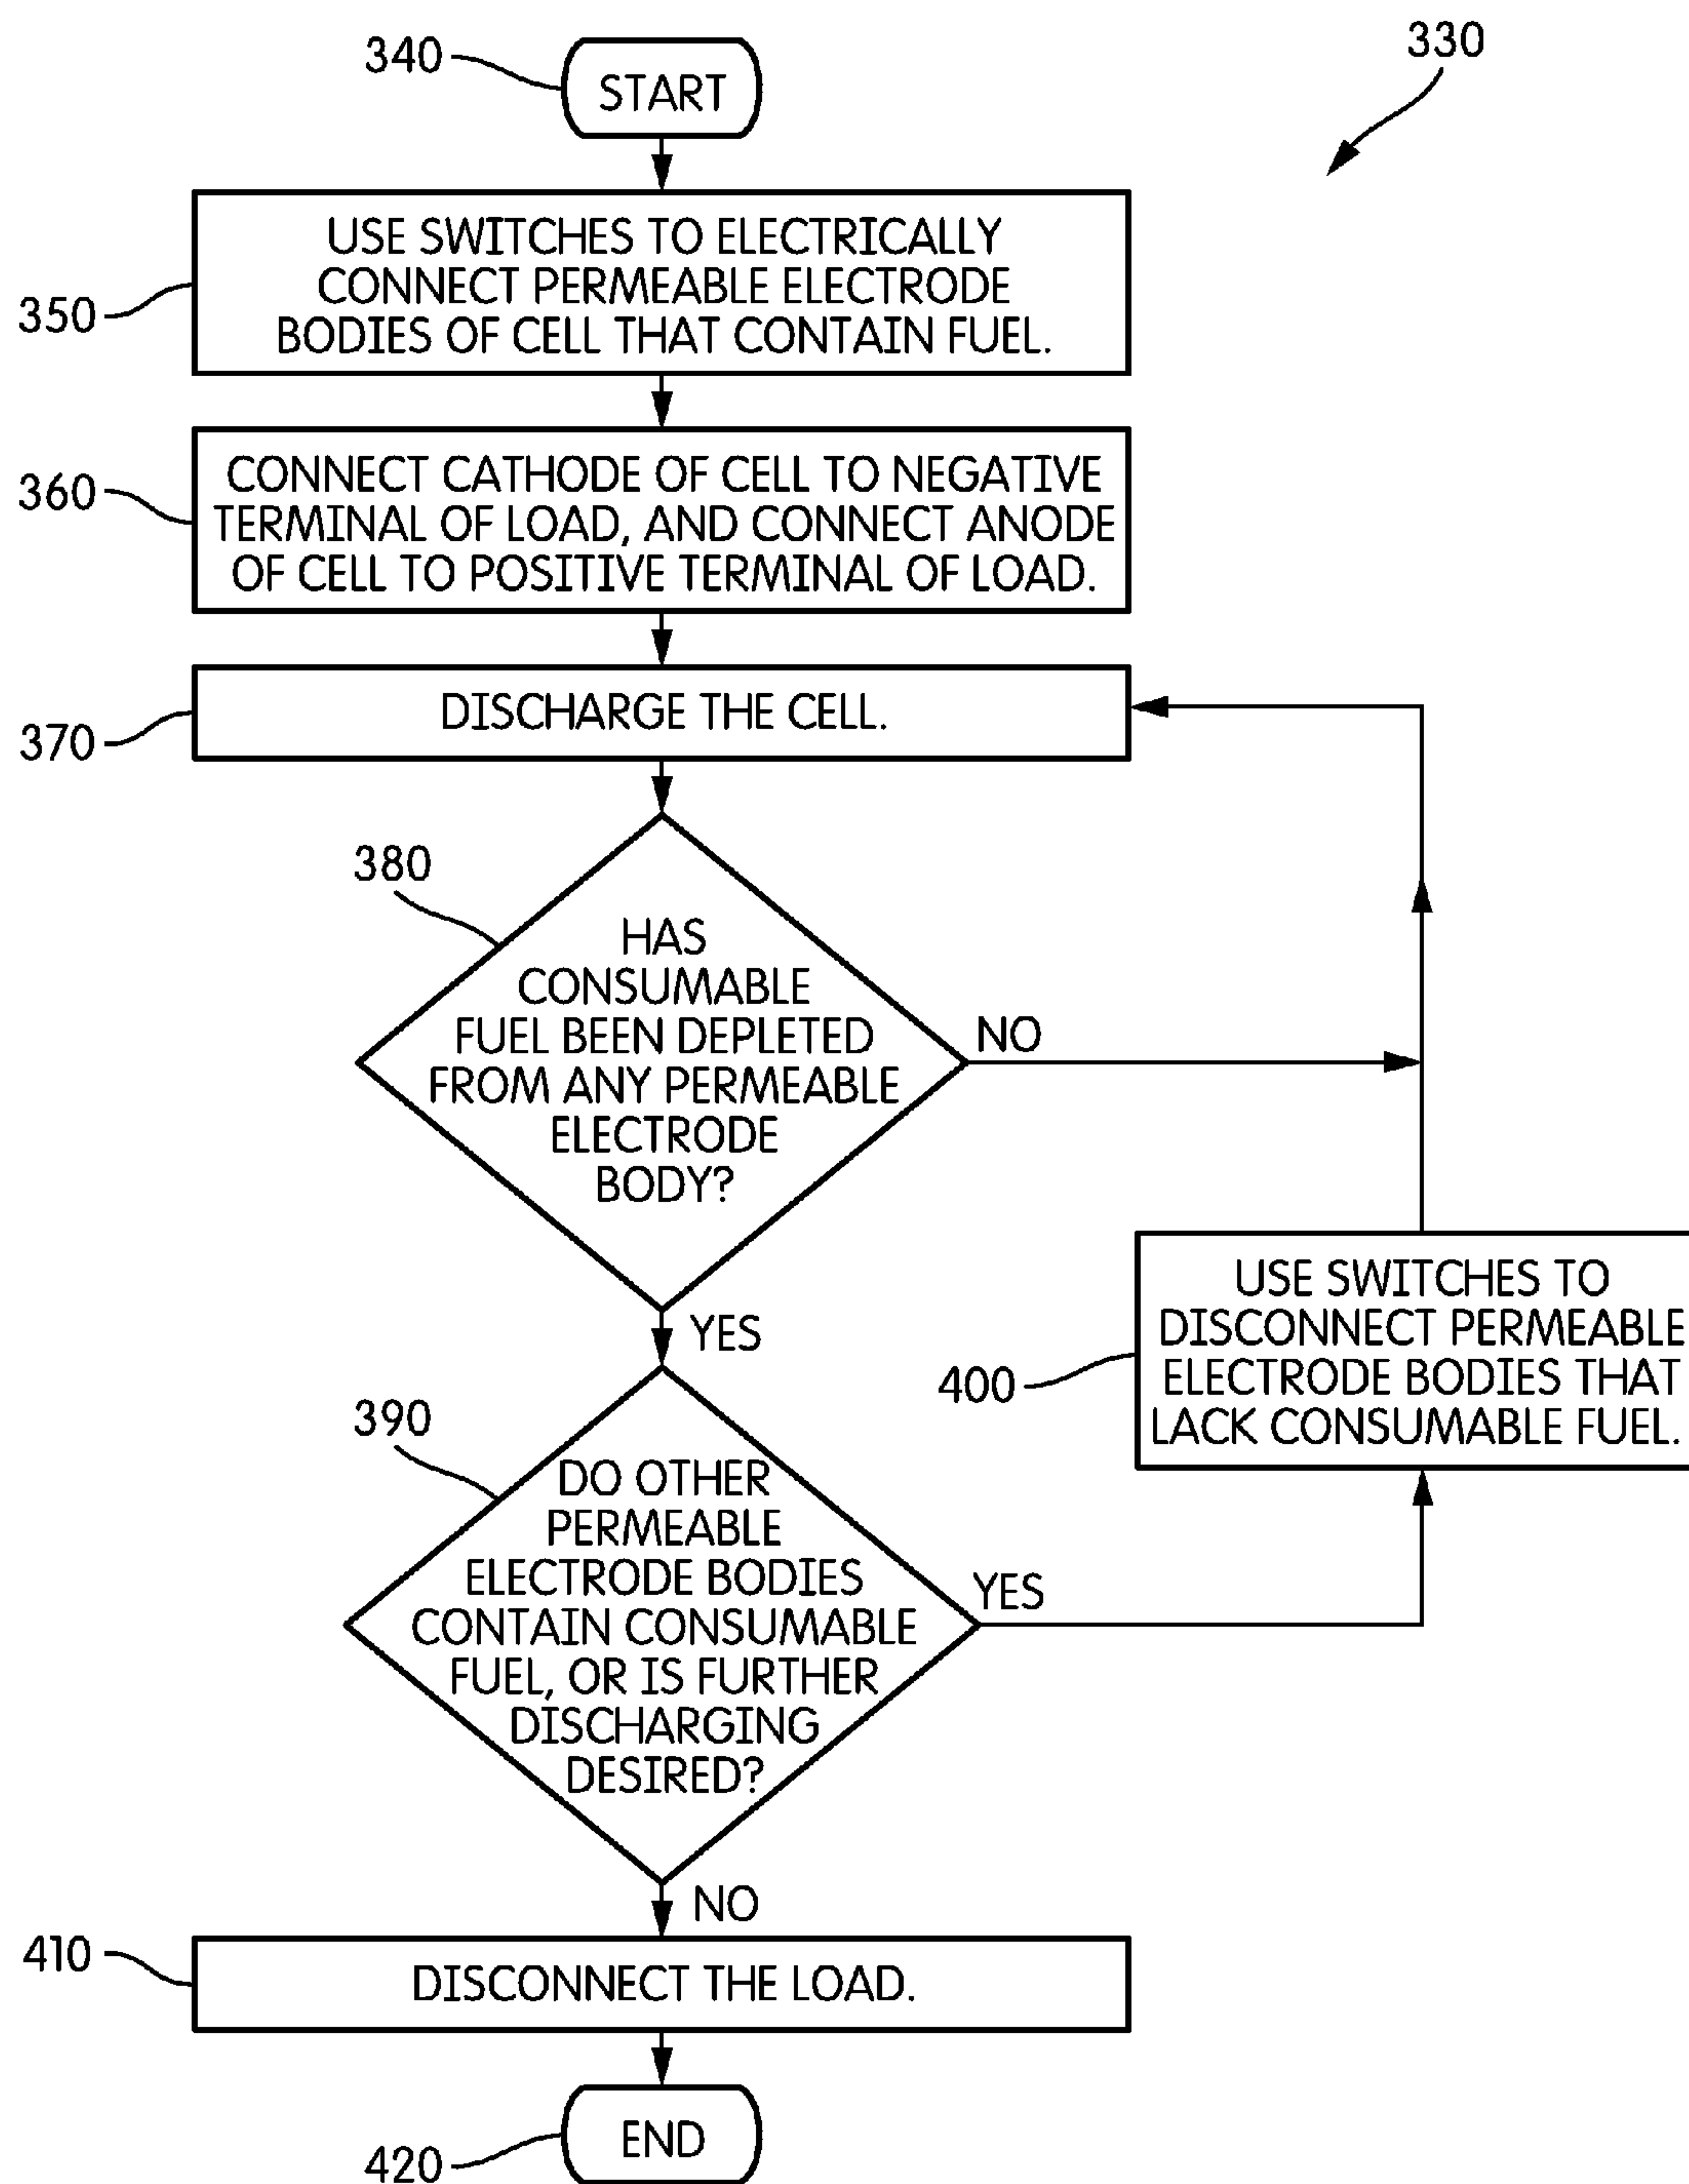 340
START
330
350
USE SWITCHES TO ELECTRICALLY
CONNECT PERMEABLE ELECTRODE
BODIES OF CELL THAT CONTAIN FUEL.
360
CONNECT CATHODE OF CELL TO NEGATIVE
TERMINAL OF LOAD, AND CONNECT ANODE
OF CELL TO POSITIVE TERMINAL OF LOAD.
370
DISCHARGE THE CELL.
380
HAS
CONSUMABLE
FUEL BEEN DEPLETED
FROM ANY PERMEABLE
ELECTRODE
BODY?
NO
YES
400
USE SWITCHES TO
DISCONNECT PERMEABLE
ELECTRODE BODIES THAT
LACK CONSUMABLE FUEL.
390
DO OTHER
PERMEABLE
ELECTRODE BODIES
CONTAIN CONSUMABLE
FUEL, OR IS FURTHER
DISCHARGING
DESIRED?
YES
NO
410
DISCONNECT THE LOAD.
END
420